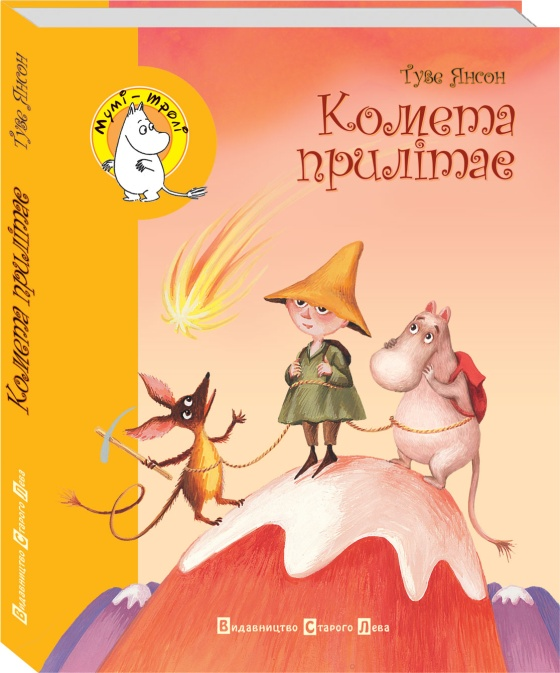 Туве Янсон
Комета прилітає
Видавництво Старого Лева
Мумі-тролі
Туве Янсон
Комета
прилітає
Видавництво Старого Лева